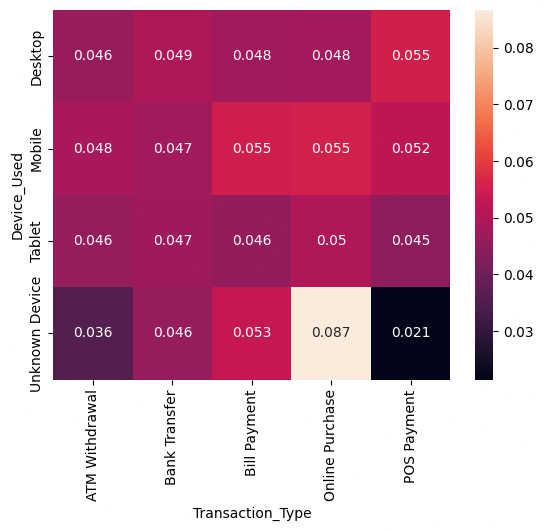 Device_Used
Desktop
0.046 0.049 0.048 0.048 0.055
Mobile
0.048 0.047 0.055 0.055 0.052
Tablet
0.046 0.047 0.046 0.05 0.045
Unknown Device
0.036 0.046 0.053 0.087 0.021
ATM Withdrawal
Bank Transfer
Bill Payment
Online Purchase
POS Payment
Transaction_Type
0.08
0.07
0.06
0.05
0.04
0.03